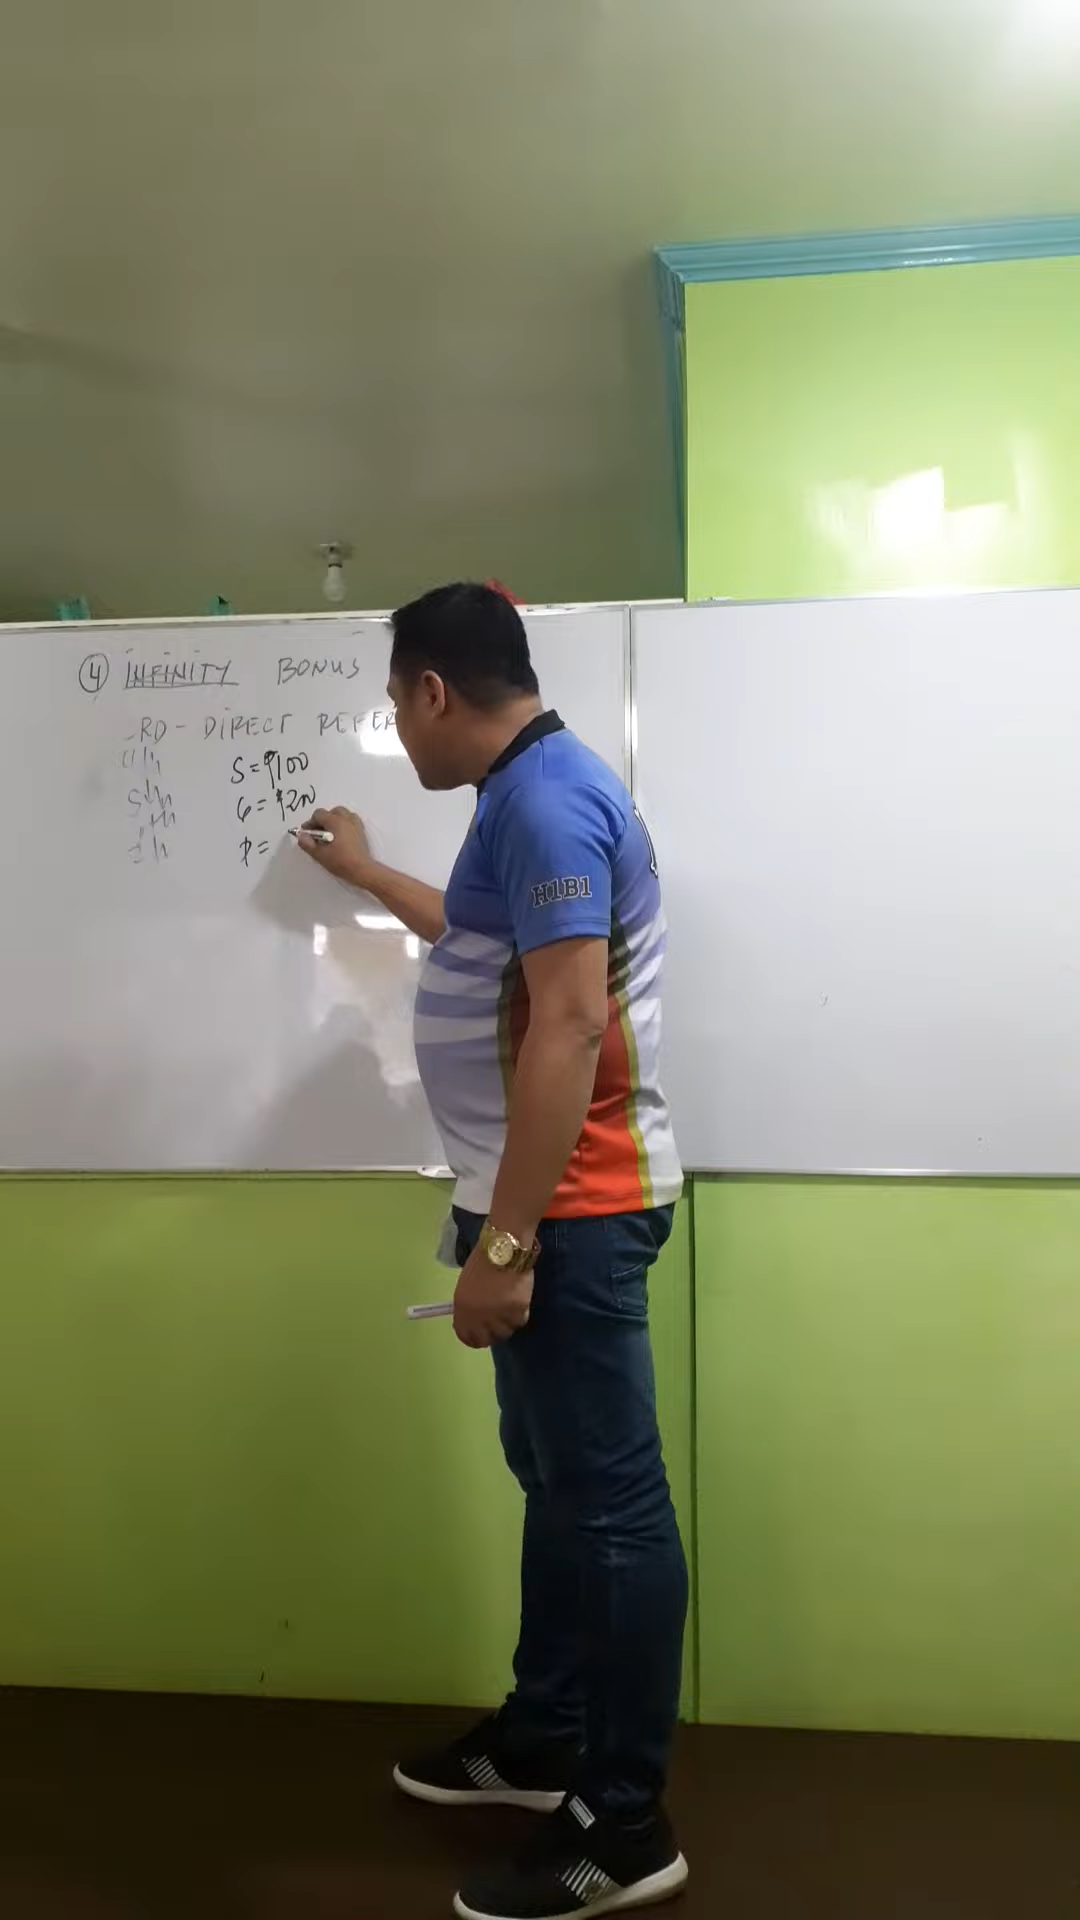 ④ INFINITY BONUS
RD - DIRECT REFER
S = ₱100
G = ₱200
P =
H1B1